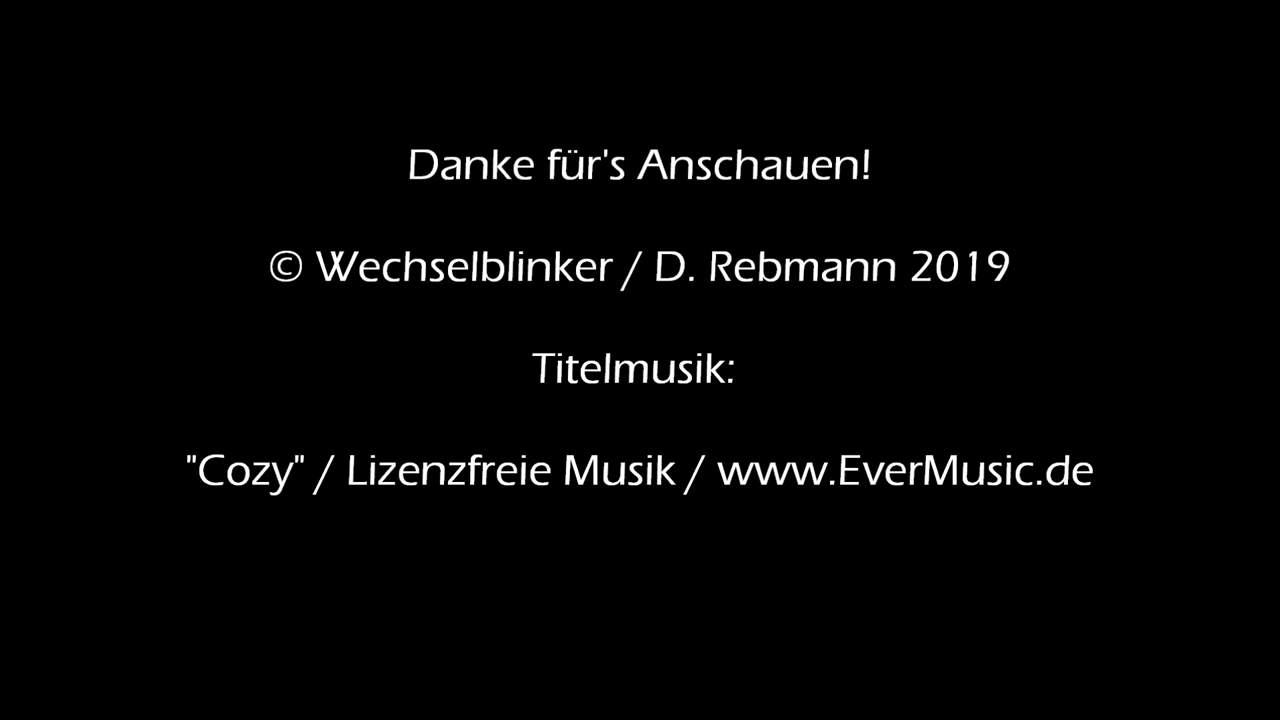 Danke für's Anschauen!
© Wechselblinker / D. Rebmann 2019
Titelmusik:
"Cozy" / Lizenzfreie Musik / www.EverMusic.de